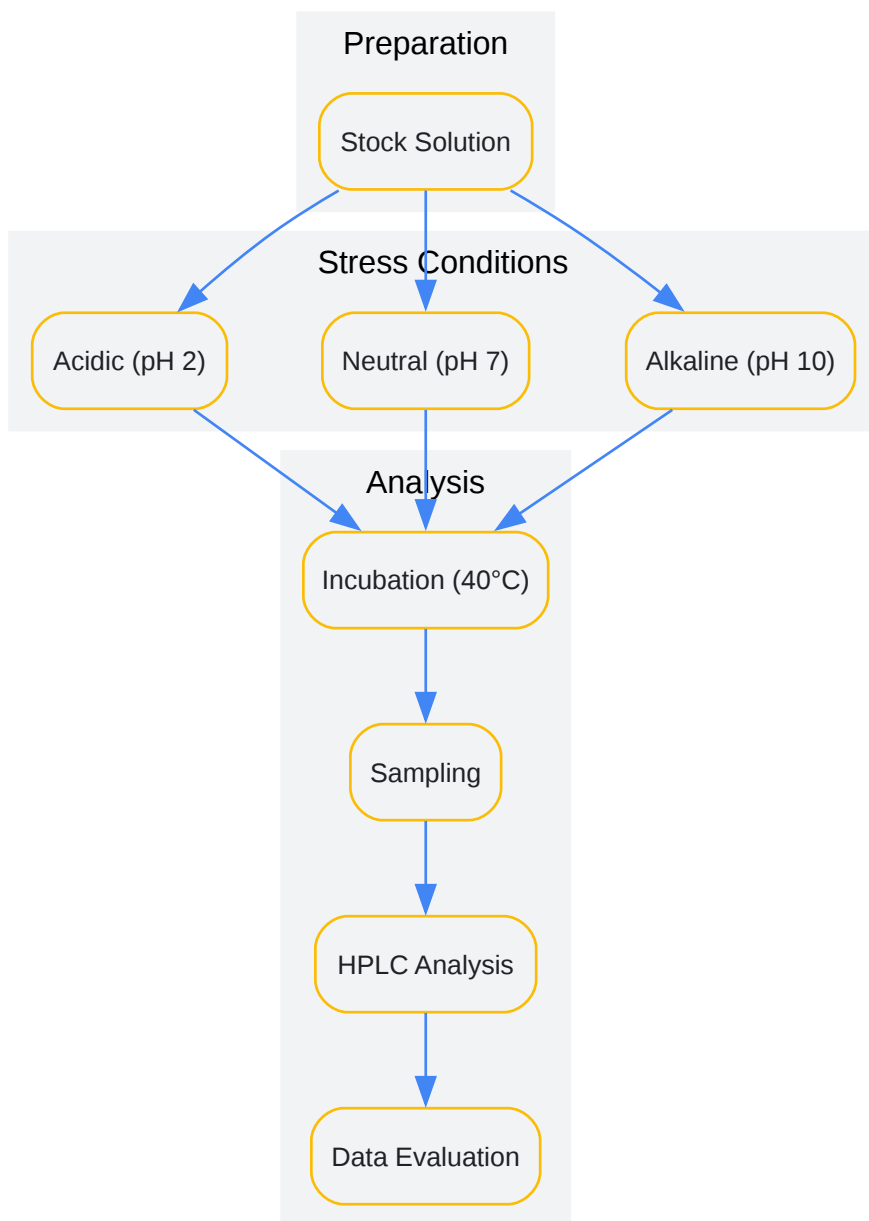 Preparation
Stock Solution
Stress Conditions
Acidic (pH 2)
Neutral (pH 7)
Alkaline (pH 10)
Analysis
Incubation (40°C)
Sampling
HPLC Analysis
Data Evaluation